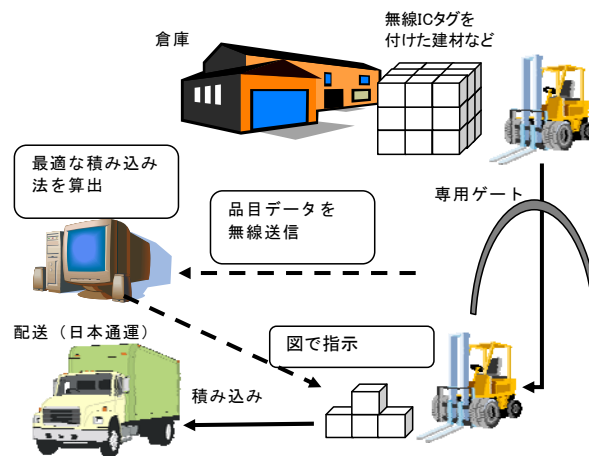 無線ICタグを
付けた建材など
倉庫
最適な積み込み
法を算出
専用ゲート
品目データを
無線送信
配送（日本通運）
図で指示
積み込み